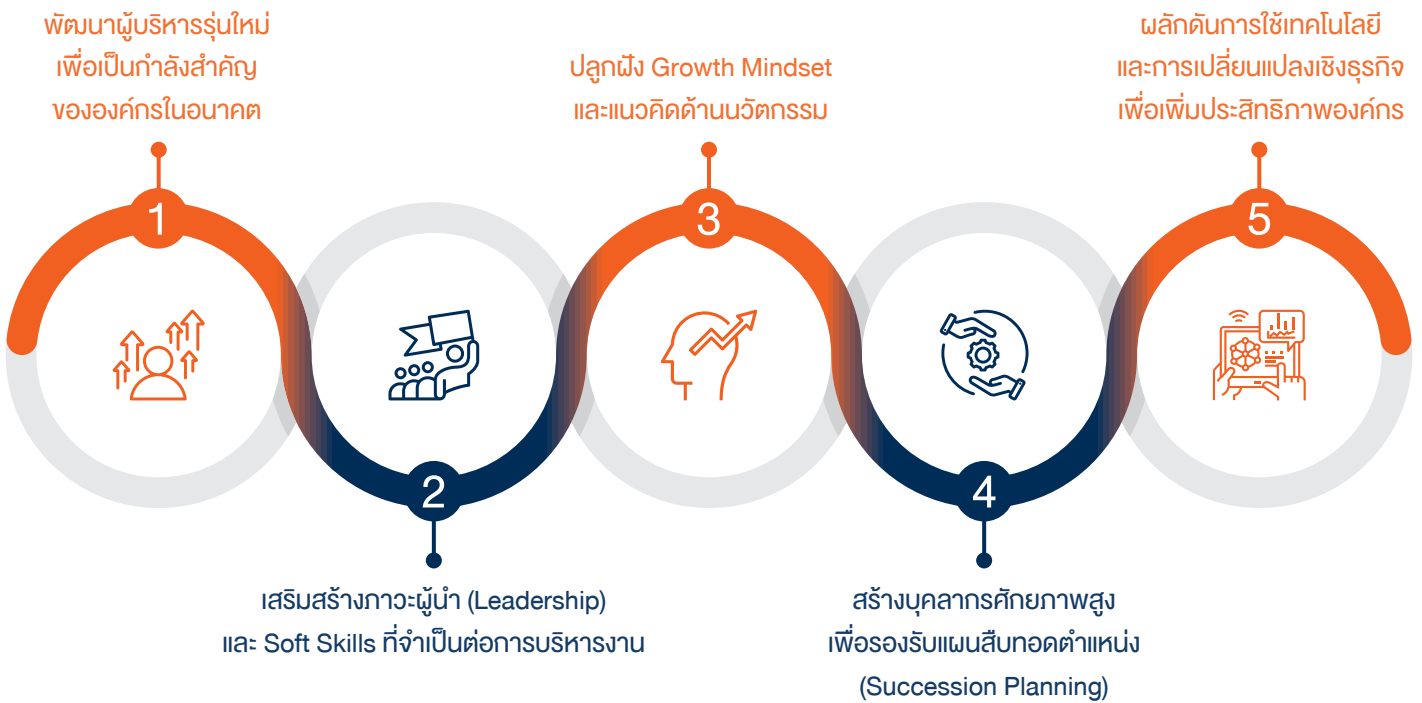 พัฒนาผู้บริหารรุ่นใหม่
เพื่อเป็นกำลังสำคัญ
ขององค์กรในอนาคต
1
เสริมสร้างภาวะผู้นำ (Leadership)
และ Soft Skills ที่จำเป็นต่อการบริหารงาน
2
ปลูกฝัง Growth Mindset
และแนวคิดด้านนวัตกรรม
3
สร้างบุคลากรศักยภาพสูง
เพื่อรองรับแผนสืบทอดตำแหน่ง
(Succession Planning)
4
ผลักดันการใช้เทคโนโลยี
และการเปลี่ยนแปลงเชิงธุรกิจ
เพื่อเพิ่มประสิทธิภาพองค์กร
5